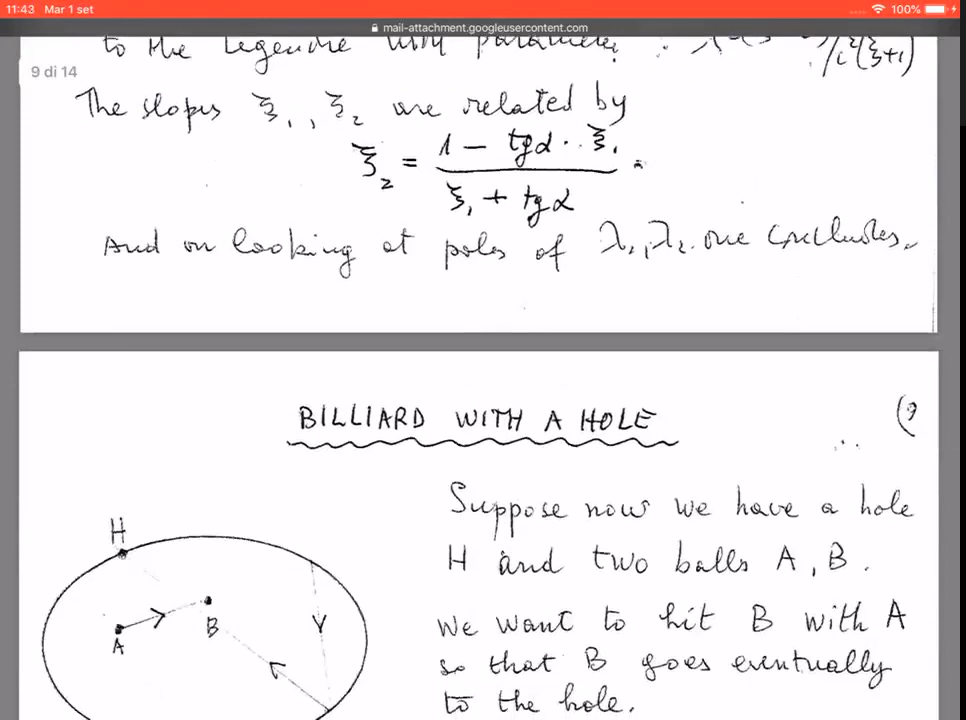 11:43 Mar 1 set
100%
mail-attachment.googleusercontent.com
to the Legendre with parameter
9 di 14
The slopes ξ₁, ξ₂ are related by
ξ₂ = (1 − tgα · ξ₁) / (ξ₁ + tgα)
And on looking at poles of λ₁, λ₂ one concludes.
BILLIARD WITH A HOLE
Suppose now we have a hole
H and two balls A, B.
We want to hit B with A
so that B goes eventually
to the hole.
H
A
B